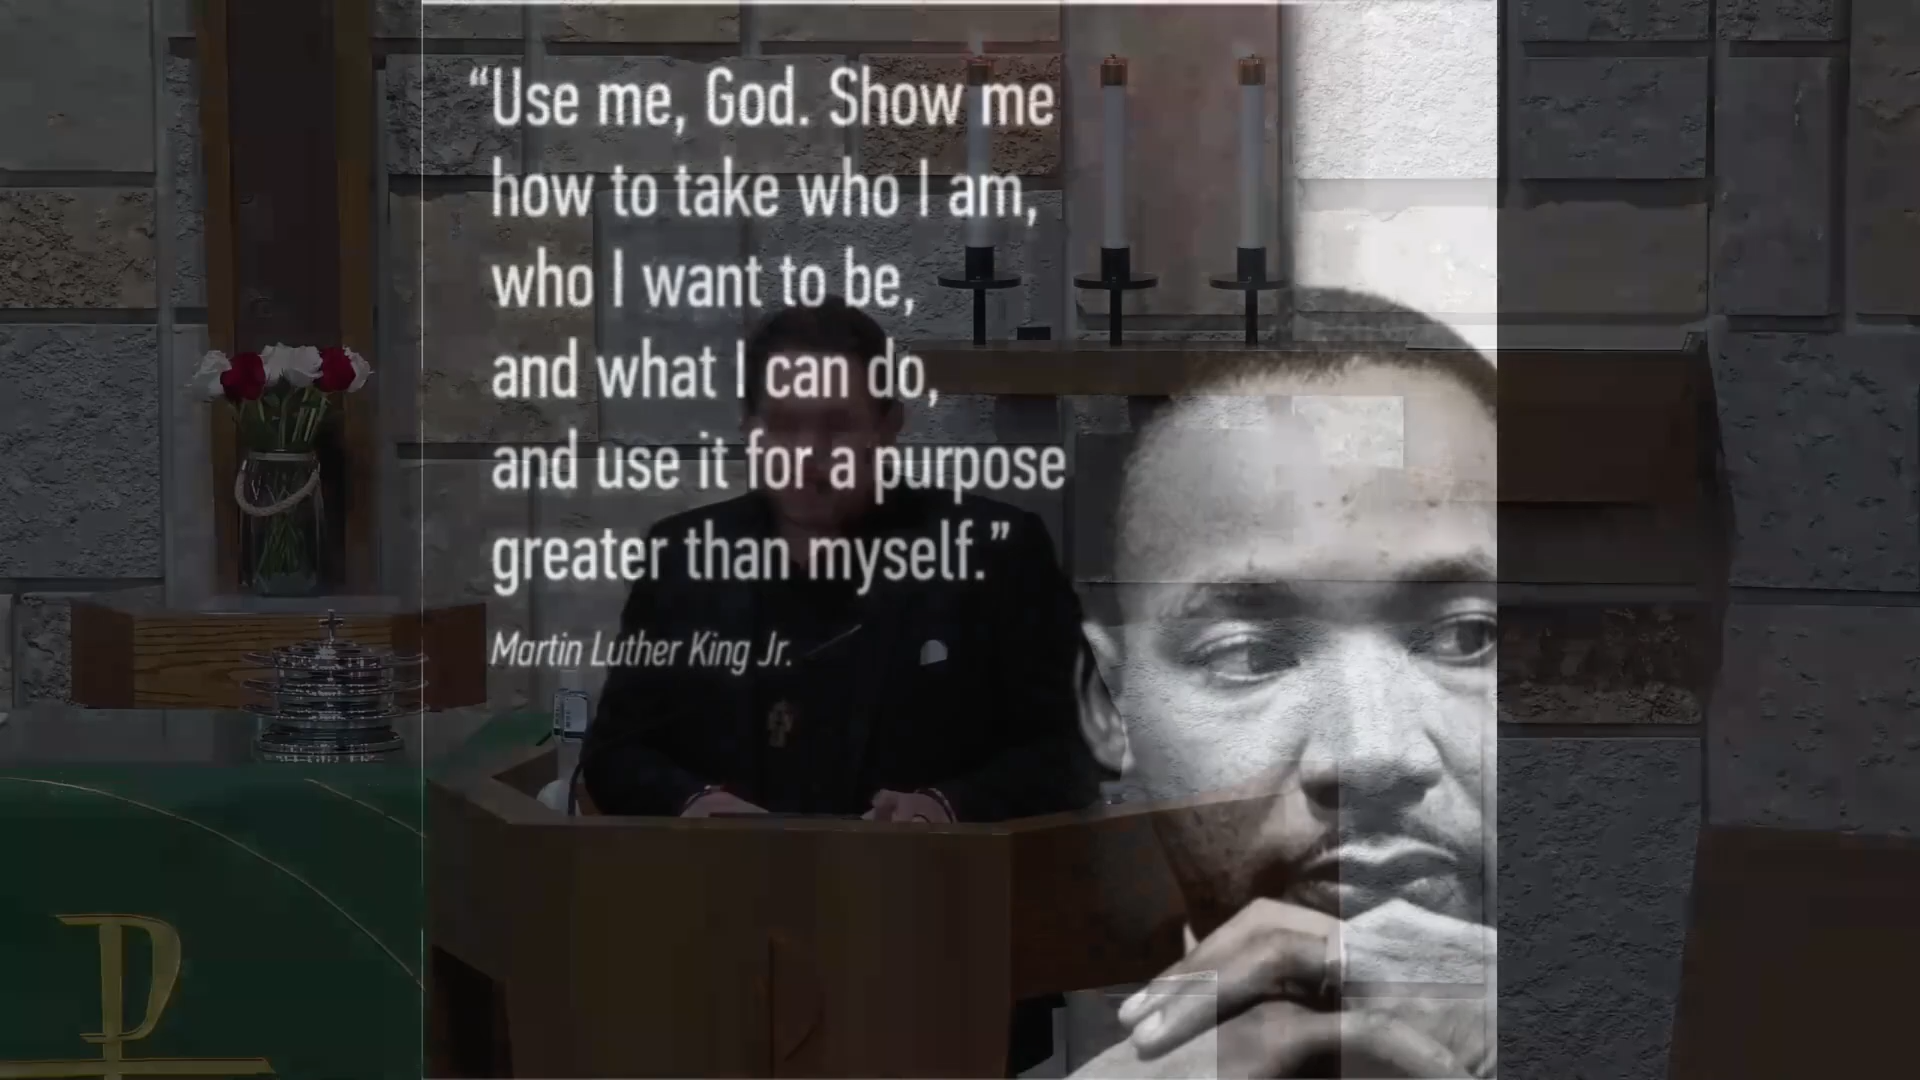 “Use me, God. Show me
how to take who I am,
who I want to be,
and what I can do,
and use it for a purpose
greater than myself.”
Martin Luther King Jr.